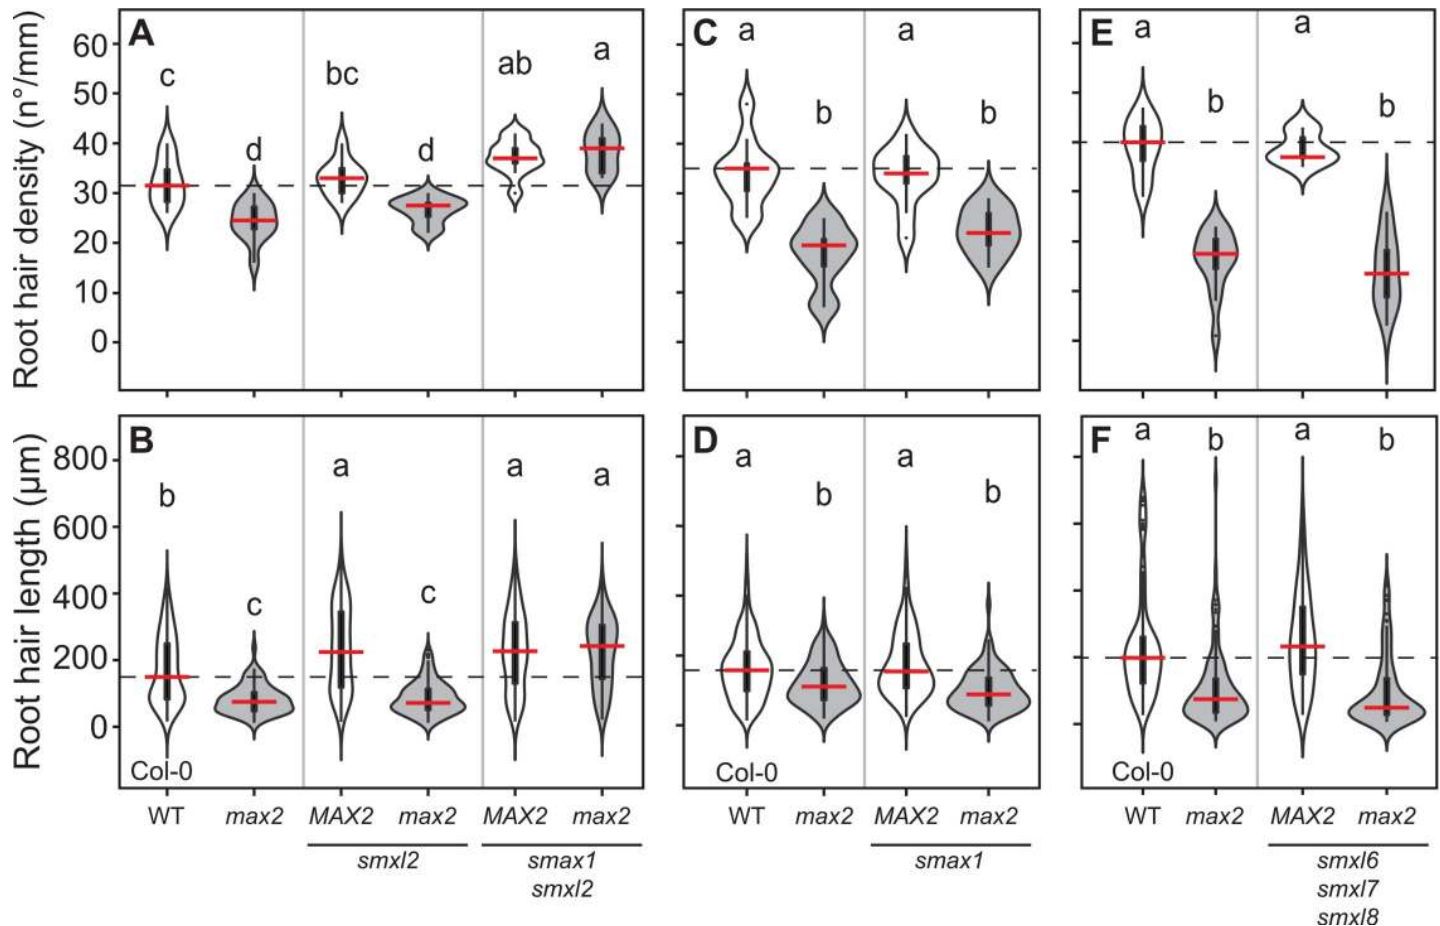 A
C
E
Root hair density (n°/mm)
60
50
40
30
20
10
0
c
d
bc
d
ab
a
a
b
a
b
a
b
a
b
B
D
F
Root hair length (µm)
800
600
400
200
0
b
c
a
c
a
a
a
b
a
b
a
b
a
b
Col-0
Col-0
Col-0
WT max2 MAX2 max2 MAX2 max2
WT max2 MAX2 max2
WT max2 MAX2 max2
smxl2
smax1
smxl2
smax1
smxl6
smxl7
smxl8